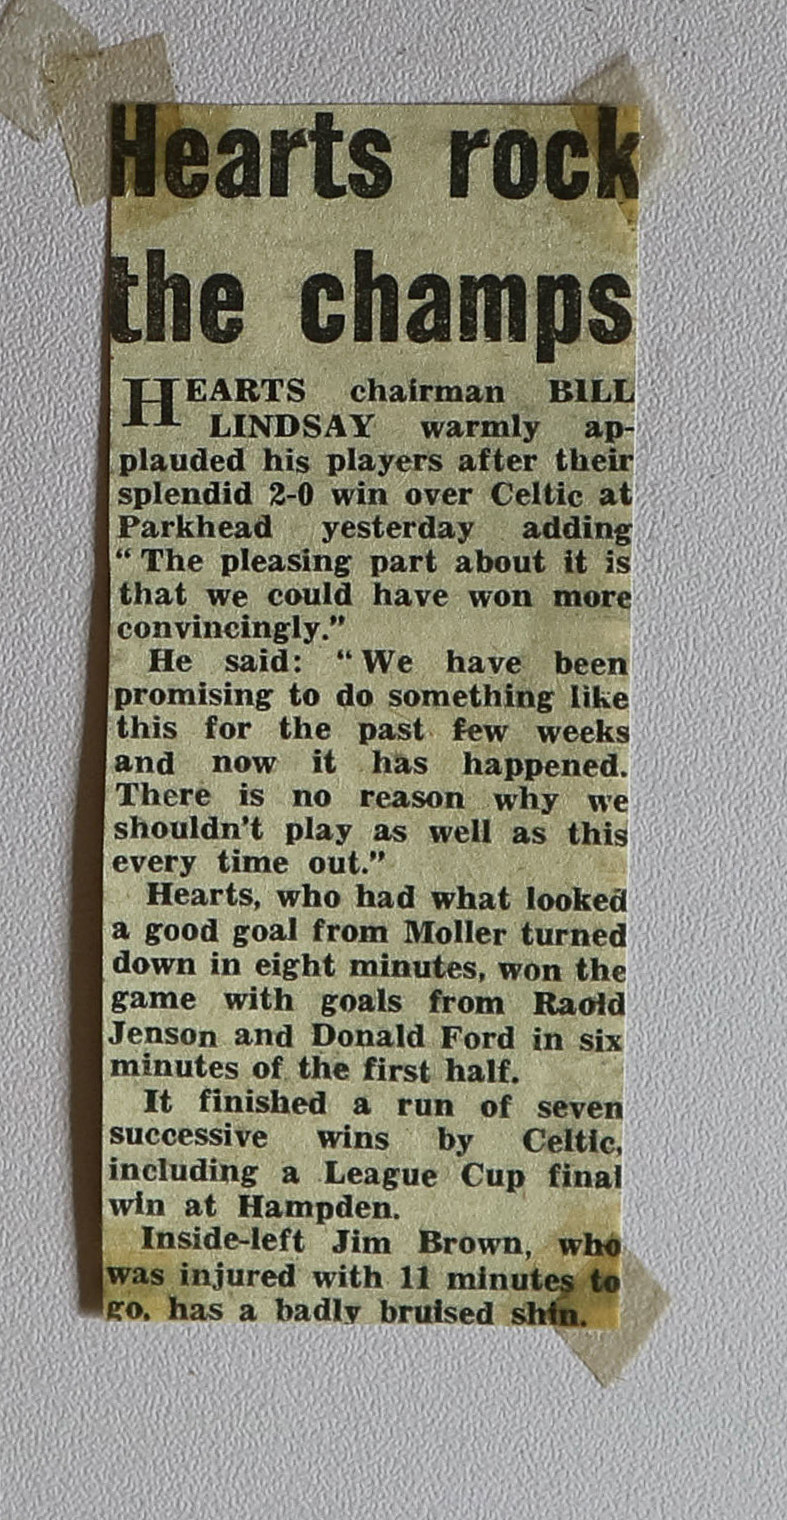 Hearts rock
the champs
HEARTS chairman BILL
LINDSAY warmly ap-
plauded his players after their
splendid 2-0 win over Celtic at
Parkhead yesterday adding
“ The pleasing part about it is
that we could have won more
convincingly.”
He said: “ We have been
promising to do something like
this for the past few weeks
and now it has happened.
There is no reason why we
shouldn't play as well as this
every time out.”
Hearts, who had what looked
a good goal from Moller turned
down in eight minutes, won the
game with goals from Raold
Jenson and Donald Ford in six
minutes of the first half.
It finished a run of seven
successive wins by Celtic,
including a League Cup final
win at Hampden.
Inside-left Jim Brown, who
was injured with 11 minutes to
go, has a badly bruised shin.